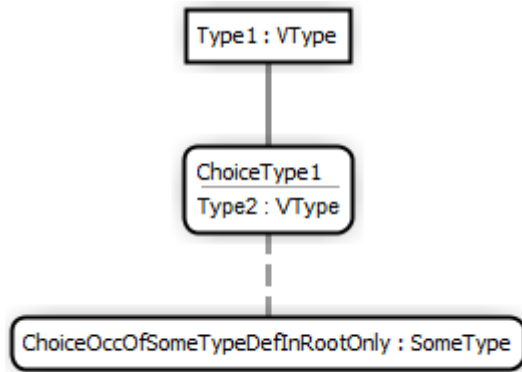 Type1 : VType
ChoiceType1
Type2 : VType
ChoiceOccOfSomeTypeDefInRootOnly : SomeType